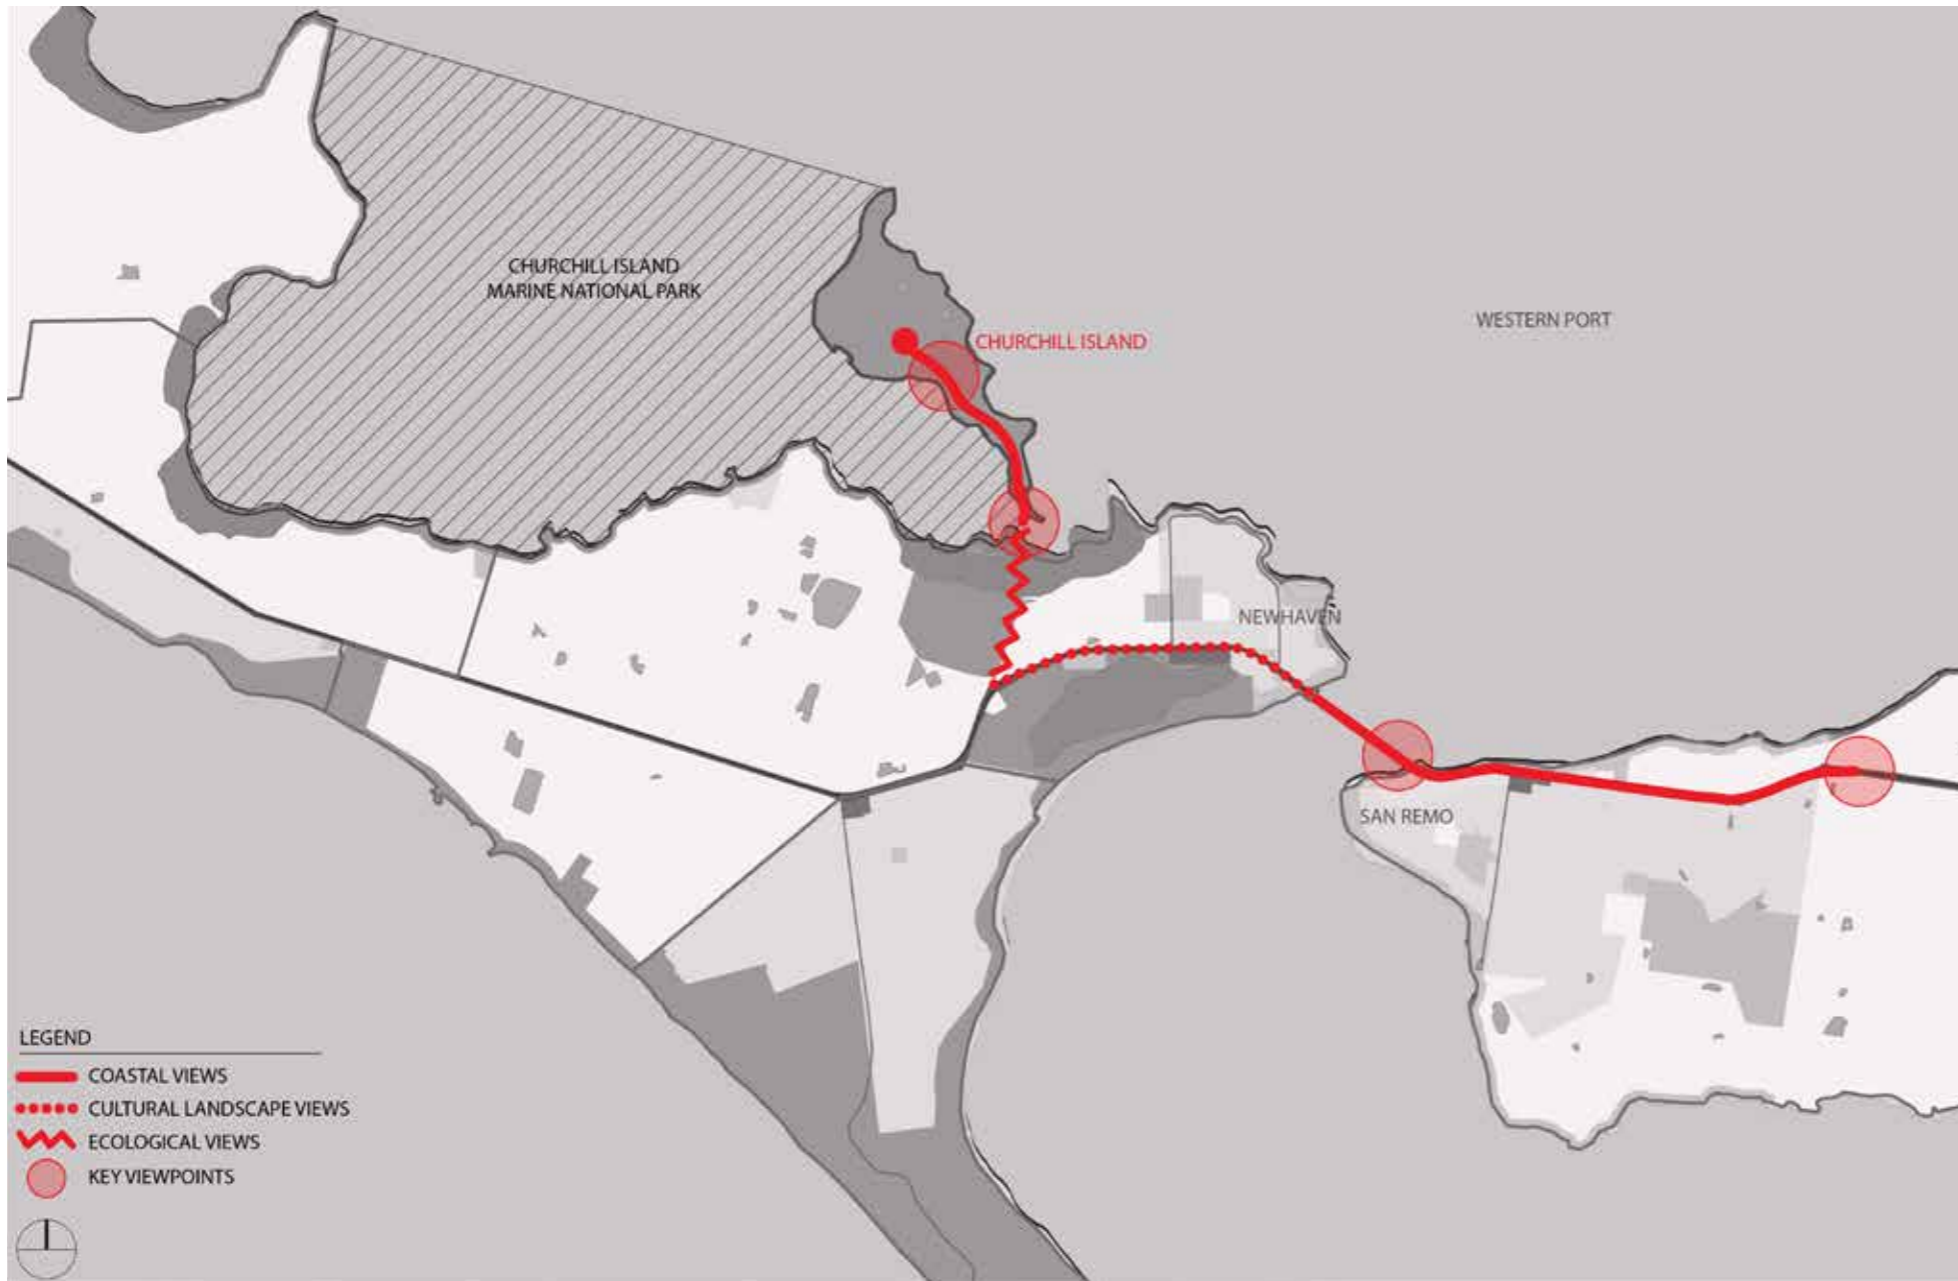 CHURCHILL ISLAND
MARINE NATIONAL PARK
WESTERN PORT
CHURCHILL ISLAND
NEWHAVEN
SAN REMO
LEGEND
COASTAL VIEWS
CULTURAL LANDSCAPE VIEWS
ECOLOGICAL VIEWS
KEY VIEWPOINTS